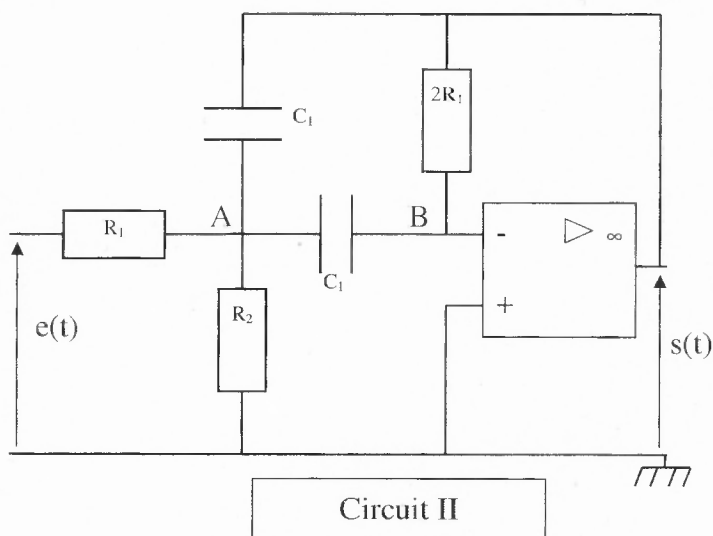 C₁
2R₁
R₁
A
B
-
▷ ∞
C₁
R₂
+
e(t)
s(t)
Circuit II